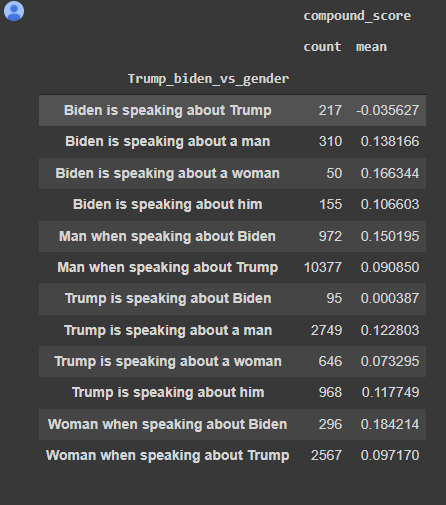 compound_score
count mean
Trump_biden_vs_gender
Biden is speaking about Trump 217 -0.035627
Biden is speaking about a man 310 0.138166
Biden is speaking about a woman 50 0.166344
Biden is speaking about him 155 0.106603
Man when speaking about Biden 972 0.150195
Man when speaking about Trump 10377 0.090850
Trump is speaking about Biden 95 0.000387
Trump is speaking about a man 2749 0.122803
Trump is speaking about a woman 646 0.073295
Trump is speaking about him 968 0.117749
Woman when speaking about Biden 296 0.184214
Woman when speaking about Trump 2567 0.097170